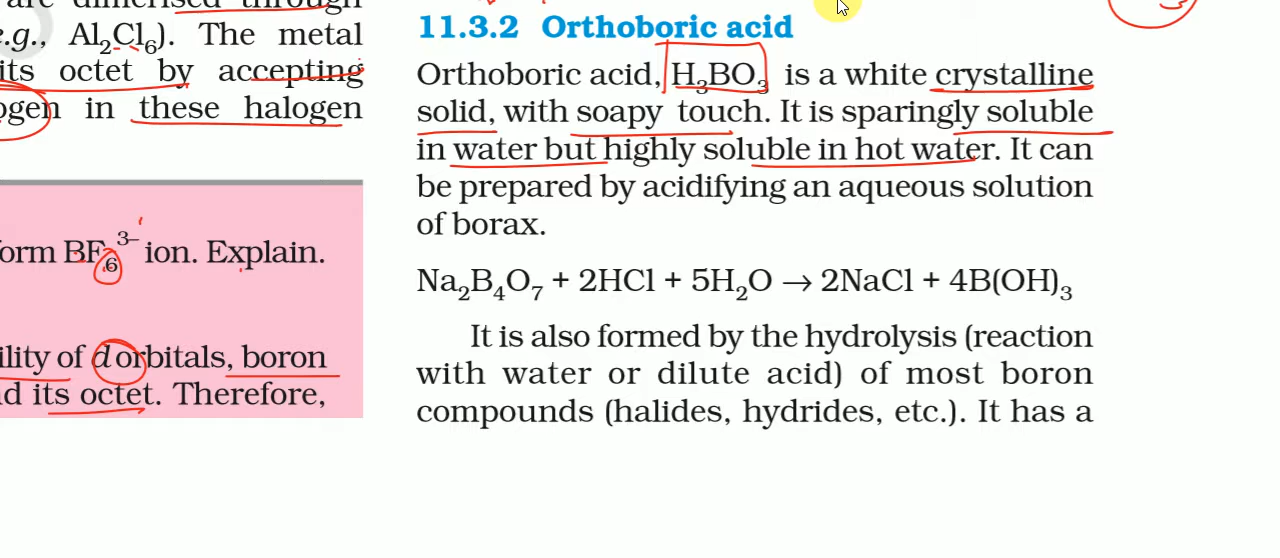 are dimerised through
e.g., Al2Cl6). The metal
its octet by accepting
ogen in these halogen
form BF6 3– ion. Explain.
ility of d orbitals, boron
nd its octet. Therefore,
11.3.2 Orthoboric acid
Orthoboric acid, H3BO3 is a white crystalline
solid, with soapy touch. It is sparingly soluble
in water but highly soluble in hot water. It can
be prepared by acidifying an aqueous solution
of borax.
Na2B4O7 + 2HCl + 5H2O → 2NaCl + 4B(OH)3
It is also formed by the hydrolysis (reaction
with water or dilute acid) of most boron
compounds (halides, hydrides, etc.). It has a